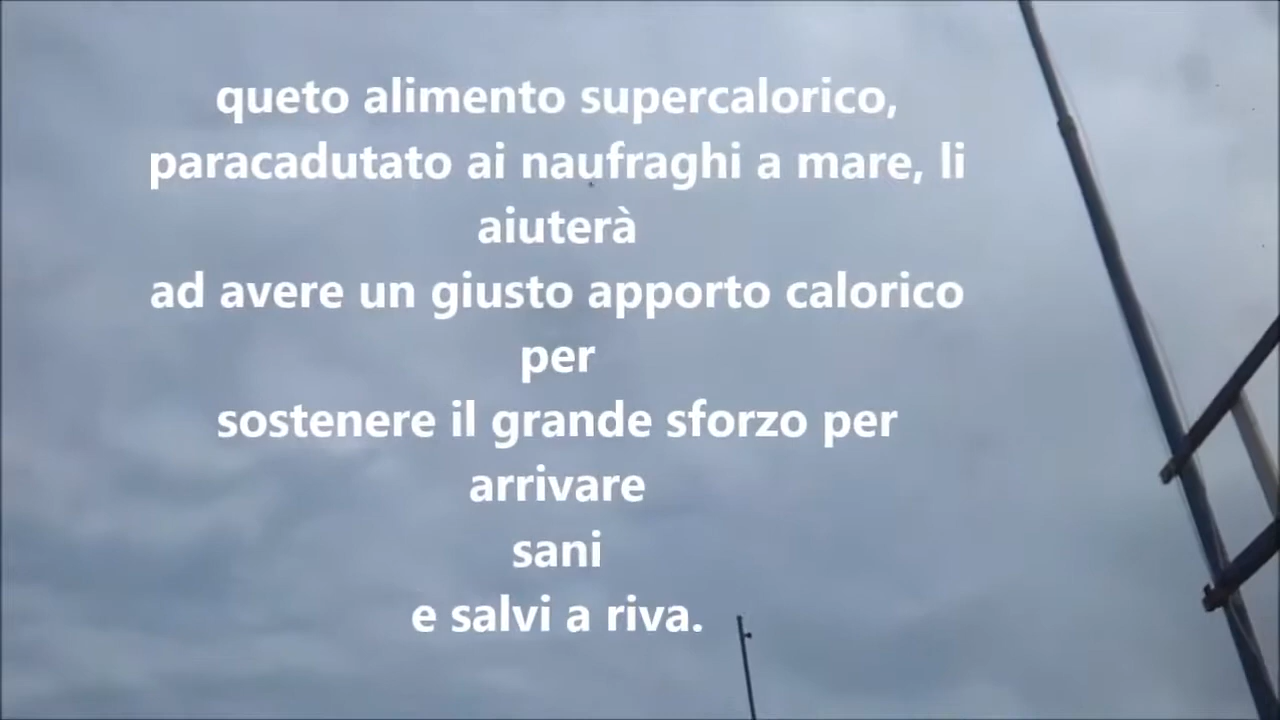 queto alimento supercalorico,
paracadutato ai naufraghi a mare, li
aiuterà
ad avere un giusto apporto calorico
per
sostenere il grande sforzo per
arrivare
sani
e salvi a riva.